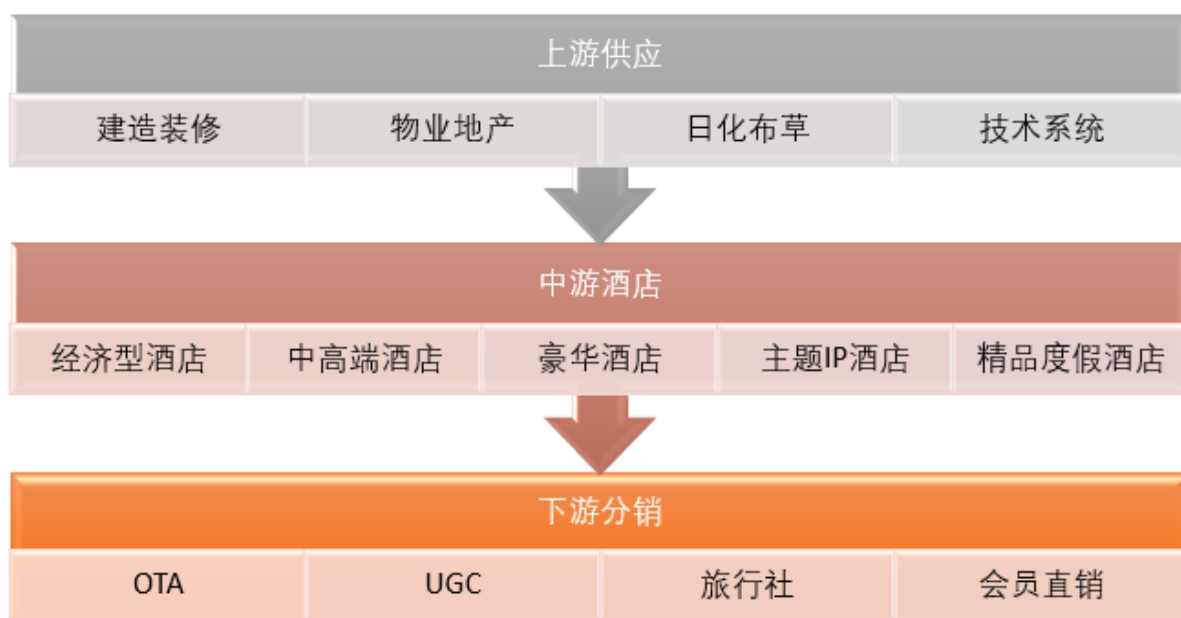 上游供应
建造装修 物业地产 日化布草 技术系统
中游酒店
经济型酒店 中高端酒店 豪华酒店 主题IP酒店 精品度假酒店
下游分销
OTA UGC 旅行社 会员直销